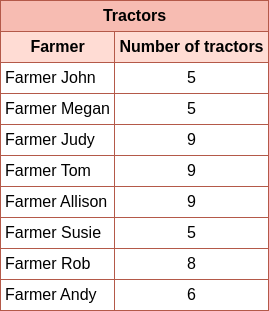 Tractors
Farmer Number of tractors
Farmer John 5
Farmer Megan 5
Farmer Judy 9
Farmer Tom 9
Farmer Allison 9
Farmer Susie 5
Farmer Rob 8
Farmer Andy 6